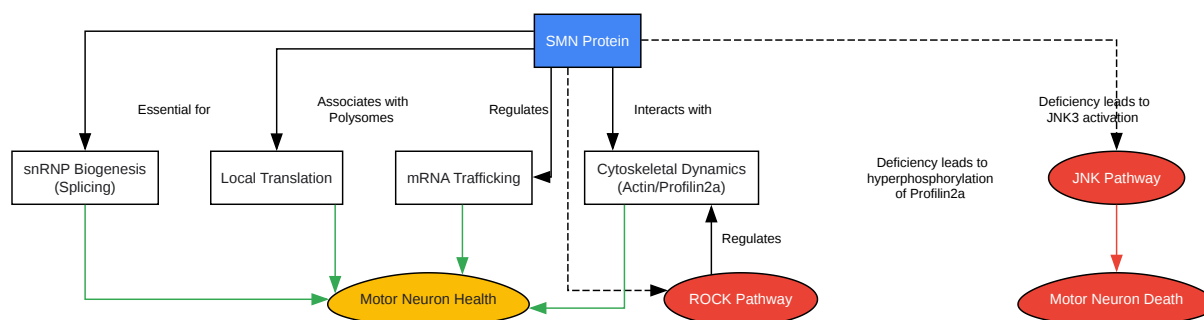 SMN Protein
Essential for
Associates with
Polysomes
Regulates
Interacts with
Deficiency leads to
JNK3 activation
snRNP Biogenesis
(Splicing)
Local Translation
mRNA Trafficking
Cytoskeletal Dynamics
(Actin/Profilin2a)
Deficiency leads to
hyperphosphorylation
of Profilin2a
JNK Pathway
Regulates
Motor Neuron Health
ROCK Pathway
Motor Neuron Death